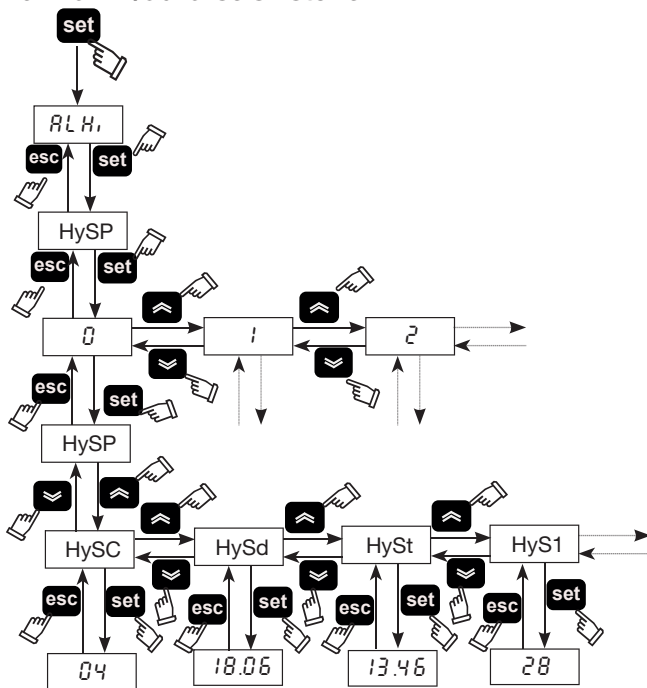 set
ALHi
esc set
HySP
esc set
0 1 2
esc set
HySP
HySC HySd HySt HyS1
esc set esc set esc set esc set
04 18.06 13.46 28